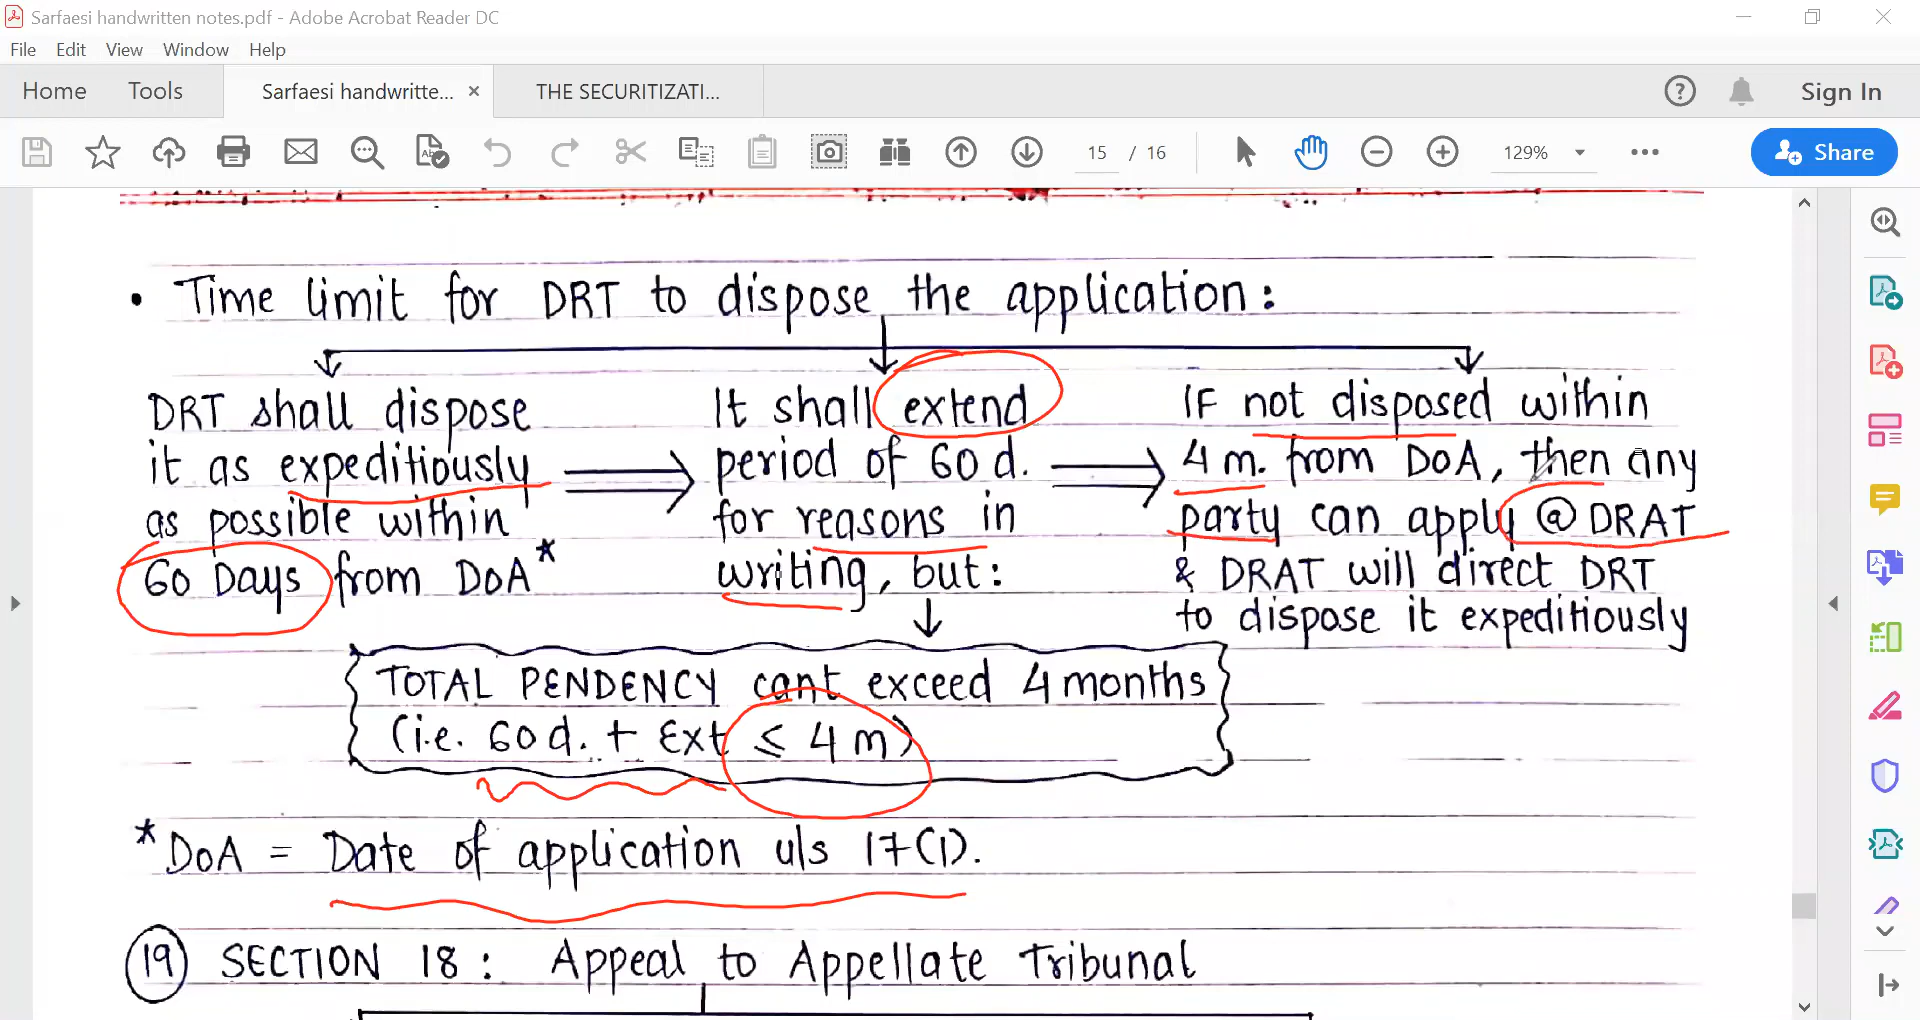 Sarfaesi handwritten notes.pdf - Adobe Acrobat Reader DC
File Edit View Window Help
Home Tools Sarfaesi handwritte... × THE SECURITIZATI... Sign In
15 / 16 129% Share
• Time limit for DRT to dispose the application:
DRT shall dispose
it as expeditiously
as possible within
60 Days from DoA*
It shall extend
period of 60 d.
for reasons in
writing, but:
IF not disposed within
4 m. from DoA, then any
party can apply @ DRAT
& DRAT will direct DRT
to dispose it expeditiously
TOTAL PENDENCY cant exceed 4 months
(i.e. 60 d. + Ext ≤ 4 m)
* DoA = Date of application u/s 17(1).
19 SECTION 18: Appeal to Appellate Tribunal